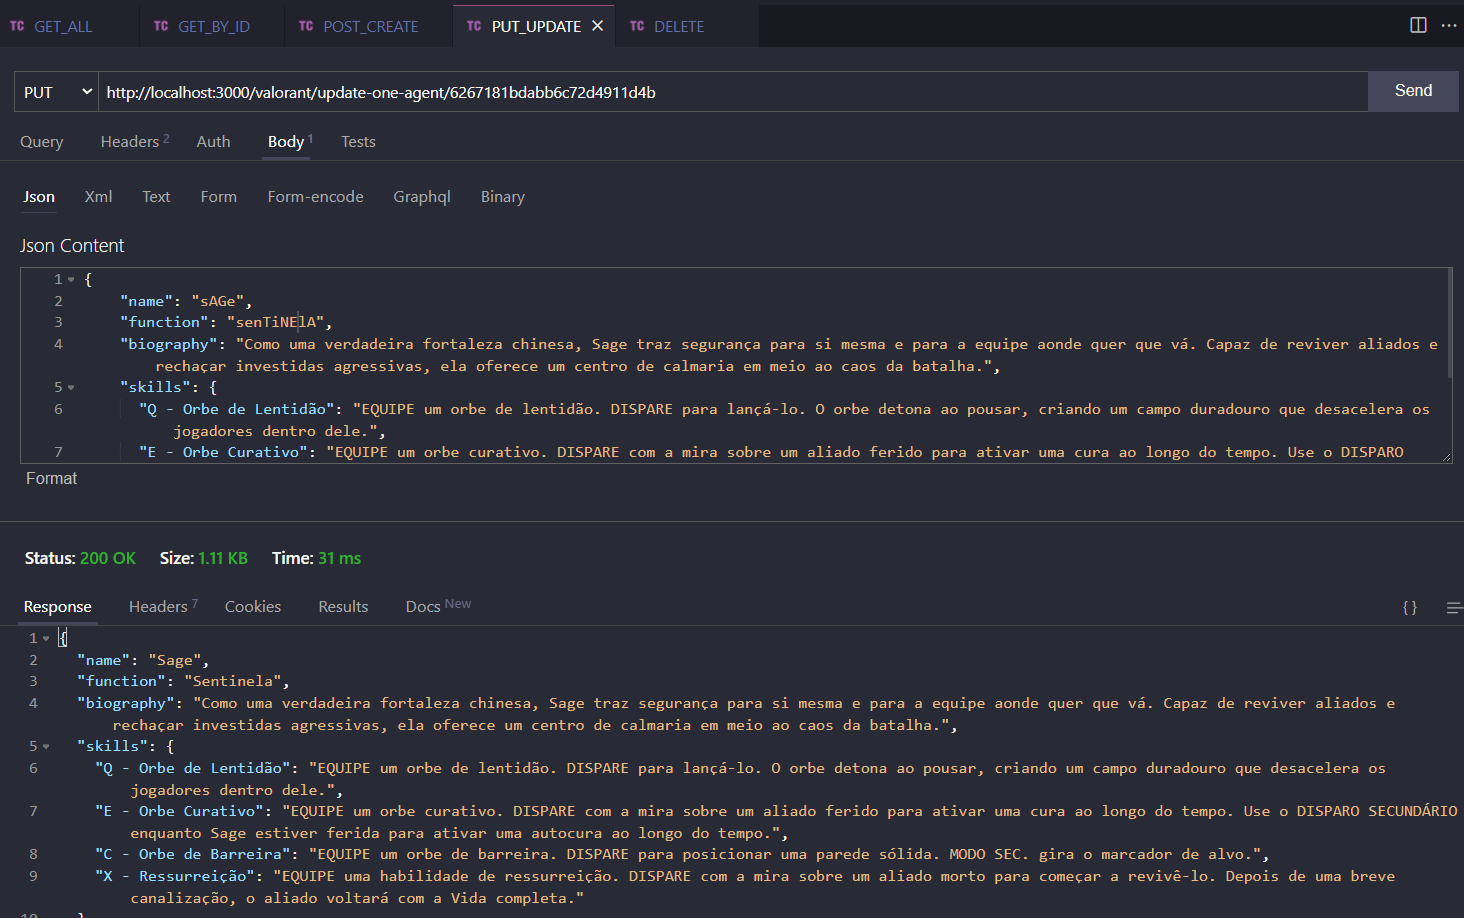 TC GET_ALL TC GET_BY_ID TC POST_CREATE TC PUT_UPDATE TC DELETE
PUT http://localhost:3000/valorant/update-one-agent/6267181bdabb6c72d4911d4b Send
Query Headers 2 Auth Body 1 Tests
Json Xml Text Form Form-encode Graphql Binary
Json Content
1 {
2 "name": "sAGe",
3 "function": "senTiNElA",
4 "biography": "Como uma verdadeira fortaleza chinesa, Sage traz segurança para si mesma e para a equipe aonde quer que vá. Capaz de reviver aliados e
rechaçar investidas agressivas, ela oferece um centro de calmaria em meio ao caos da batalha.",
5 "skills": {
6 "Q - Orbe de Lentidão": "EQUIPE um orbe de lentidão. DISPARE para lançá-lo. O orbe detona ao pousar, criando um campo duradouro que desacelera os
jogadores dentro dele.",
7 "E - Orbe Curativo": "EQUIPE um orbe curativo. DISPARE com a mira sobre um aliado ferido para ativar uma cura ao longo do tempo. Use o DISPARO
Format
Status: 200 OK Size: 1.11 KB Time: 31 ms
Response Headers 7 Cookies Results Docs New { }
1 {
2 "name": "Sage",
3 "function": "Sentinela",
4 "biography": "Como uma verdadeira fortaleza chinesa, Sage traz segurança para si mesma e para a equipe aonde quer que vá. Capaz de reviver aliados e
rechaçar investidas agressivas, ela oferece um centro de calmaria em meio ao caos da batalha.",
5 "skills": {
6 "Q - Orbe de Lentidão": "EQUIPE um orbe de lentidão. DISPARE para lançá-lo. O orbe detona ao pousar, criando um campo duradouro que desacelera os
jogadores dentro dele.",
7 "E - Orbe Curativo": "EQUIPE um orbe curativo. DISPARE com a mira sobre um aliado ferido para ativar uma cura ao longo do tempo. Use o DISPARO SECUNDÁRIO
enquanto Sage estiver ferida para ativar uma autocura ao longo do tempo.",
8 "C - Orbe de Barreira": "EQUIPE um orbe de barreira. DISPARE para posicionar uma parede sólida. MODO SEC. gira o marcador de alvo.",
9 "X - Ressurreição": "EQUIPE uma habilidade de ressurreição. DISPARE com a mira sobre um aliado morto para começar a revivê-lo. Depois de uma breve
canalização, o aliado voltará com a Vida completa."